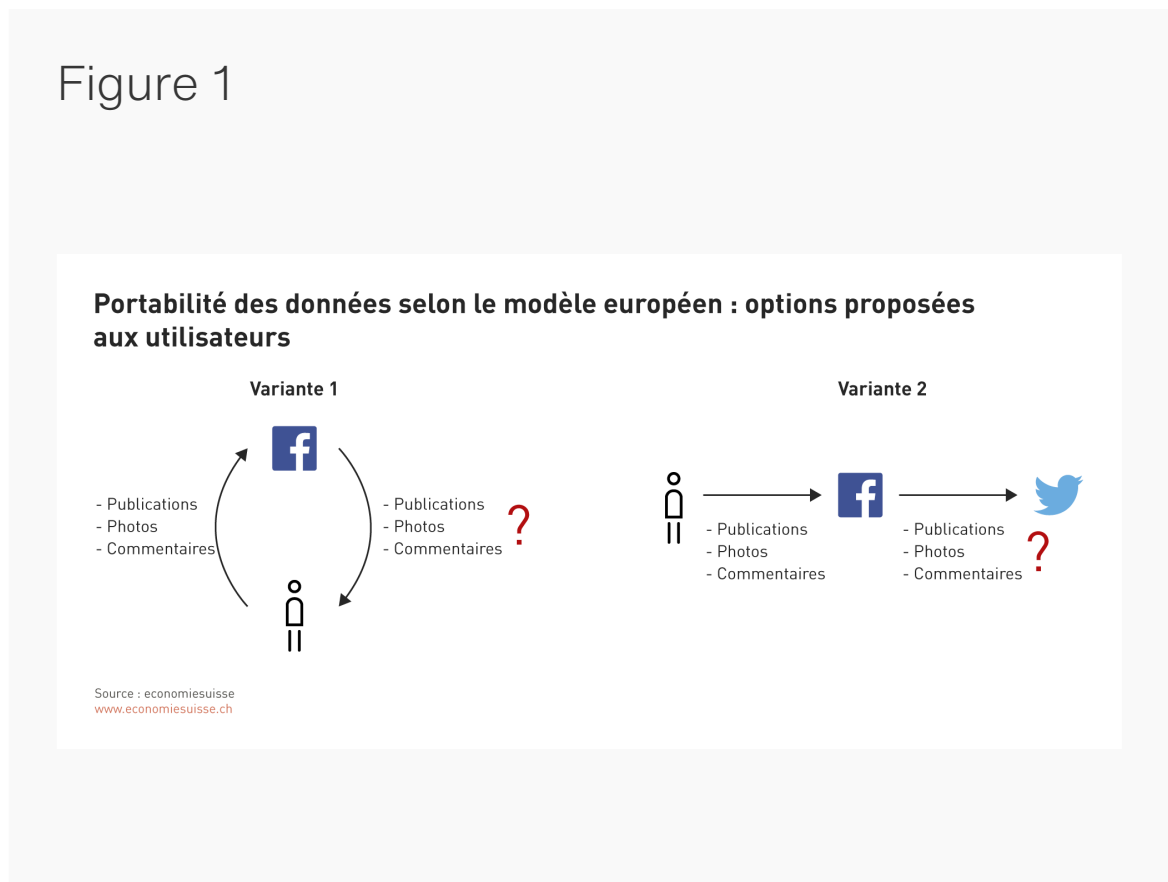 Figure 1
Portabilité des données selon le modèle européen : options proposées
aux utilisateurs
Variante 1
- Publications
- Photos
- Commentaires
- Publications
- Photos
- Commentaires
?
Variante 2
- Publications
- Photos
- Commentaires
- Publications
- Photos
- Commentaires
?
Source : economiesuisse
www.economiesuisse.ch